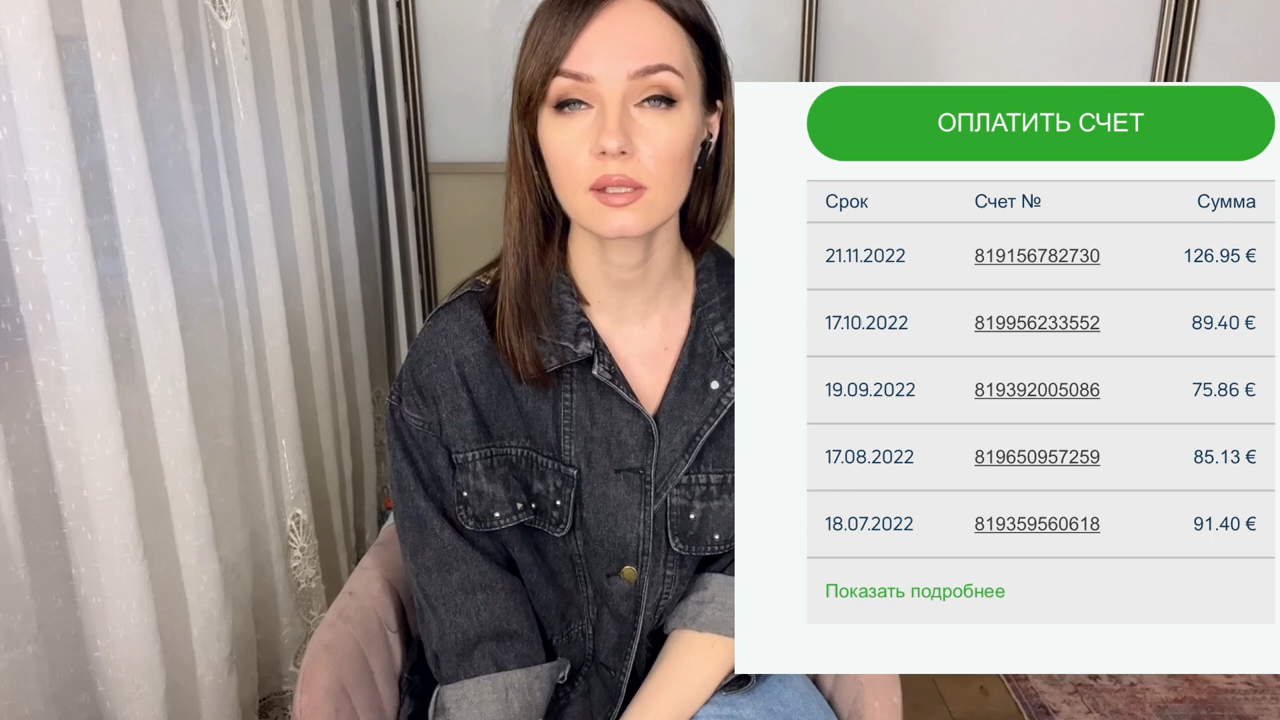 ОПЛАТИТЬ СЧЕТ
Срок Счет № Сумма
21.11.2022 819156782730 126.95 €
17.10.2022 819956233552 89.40 €
19.09.2022 819392005086 75.86 €
17.08.2022 819650957259 85.13 €
18.07.2022 819359560618 91.40 €
Показать подробнее